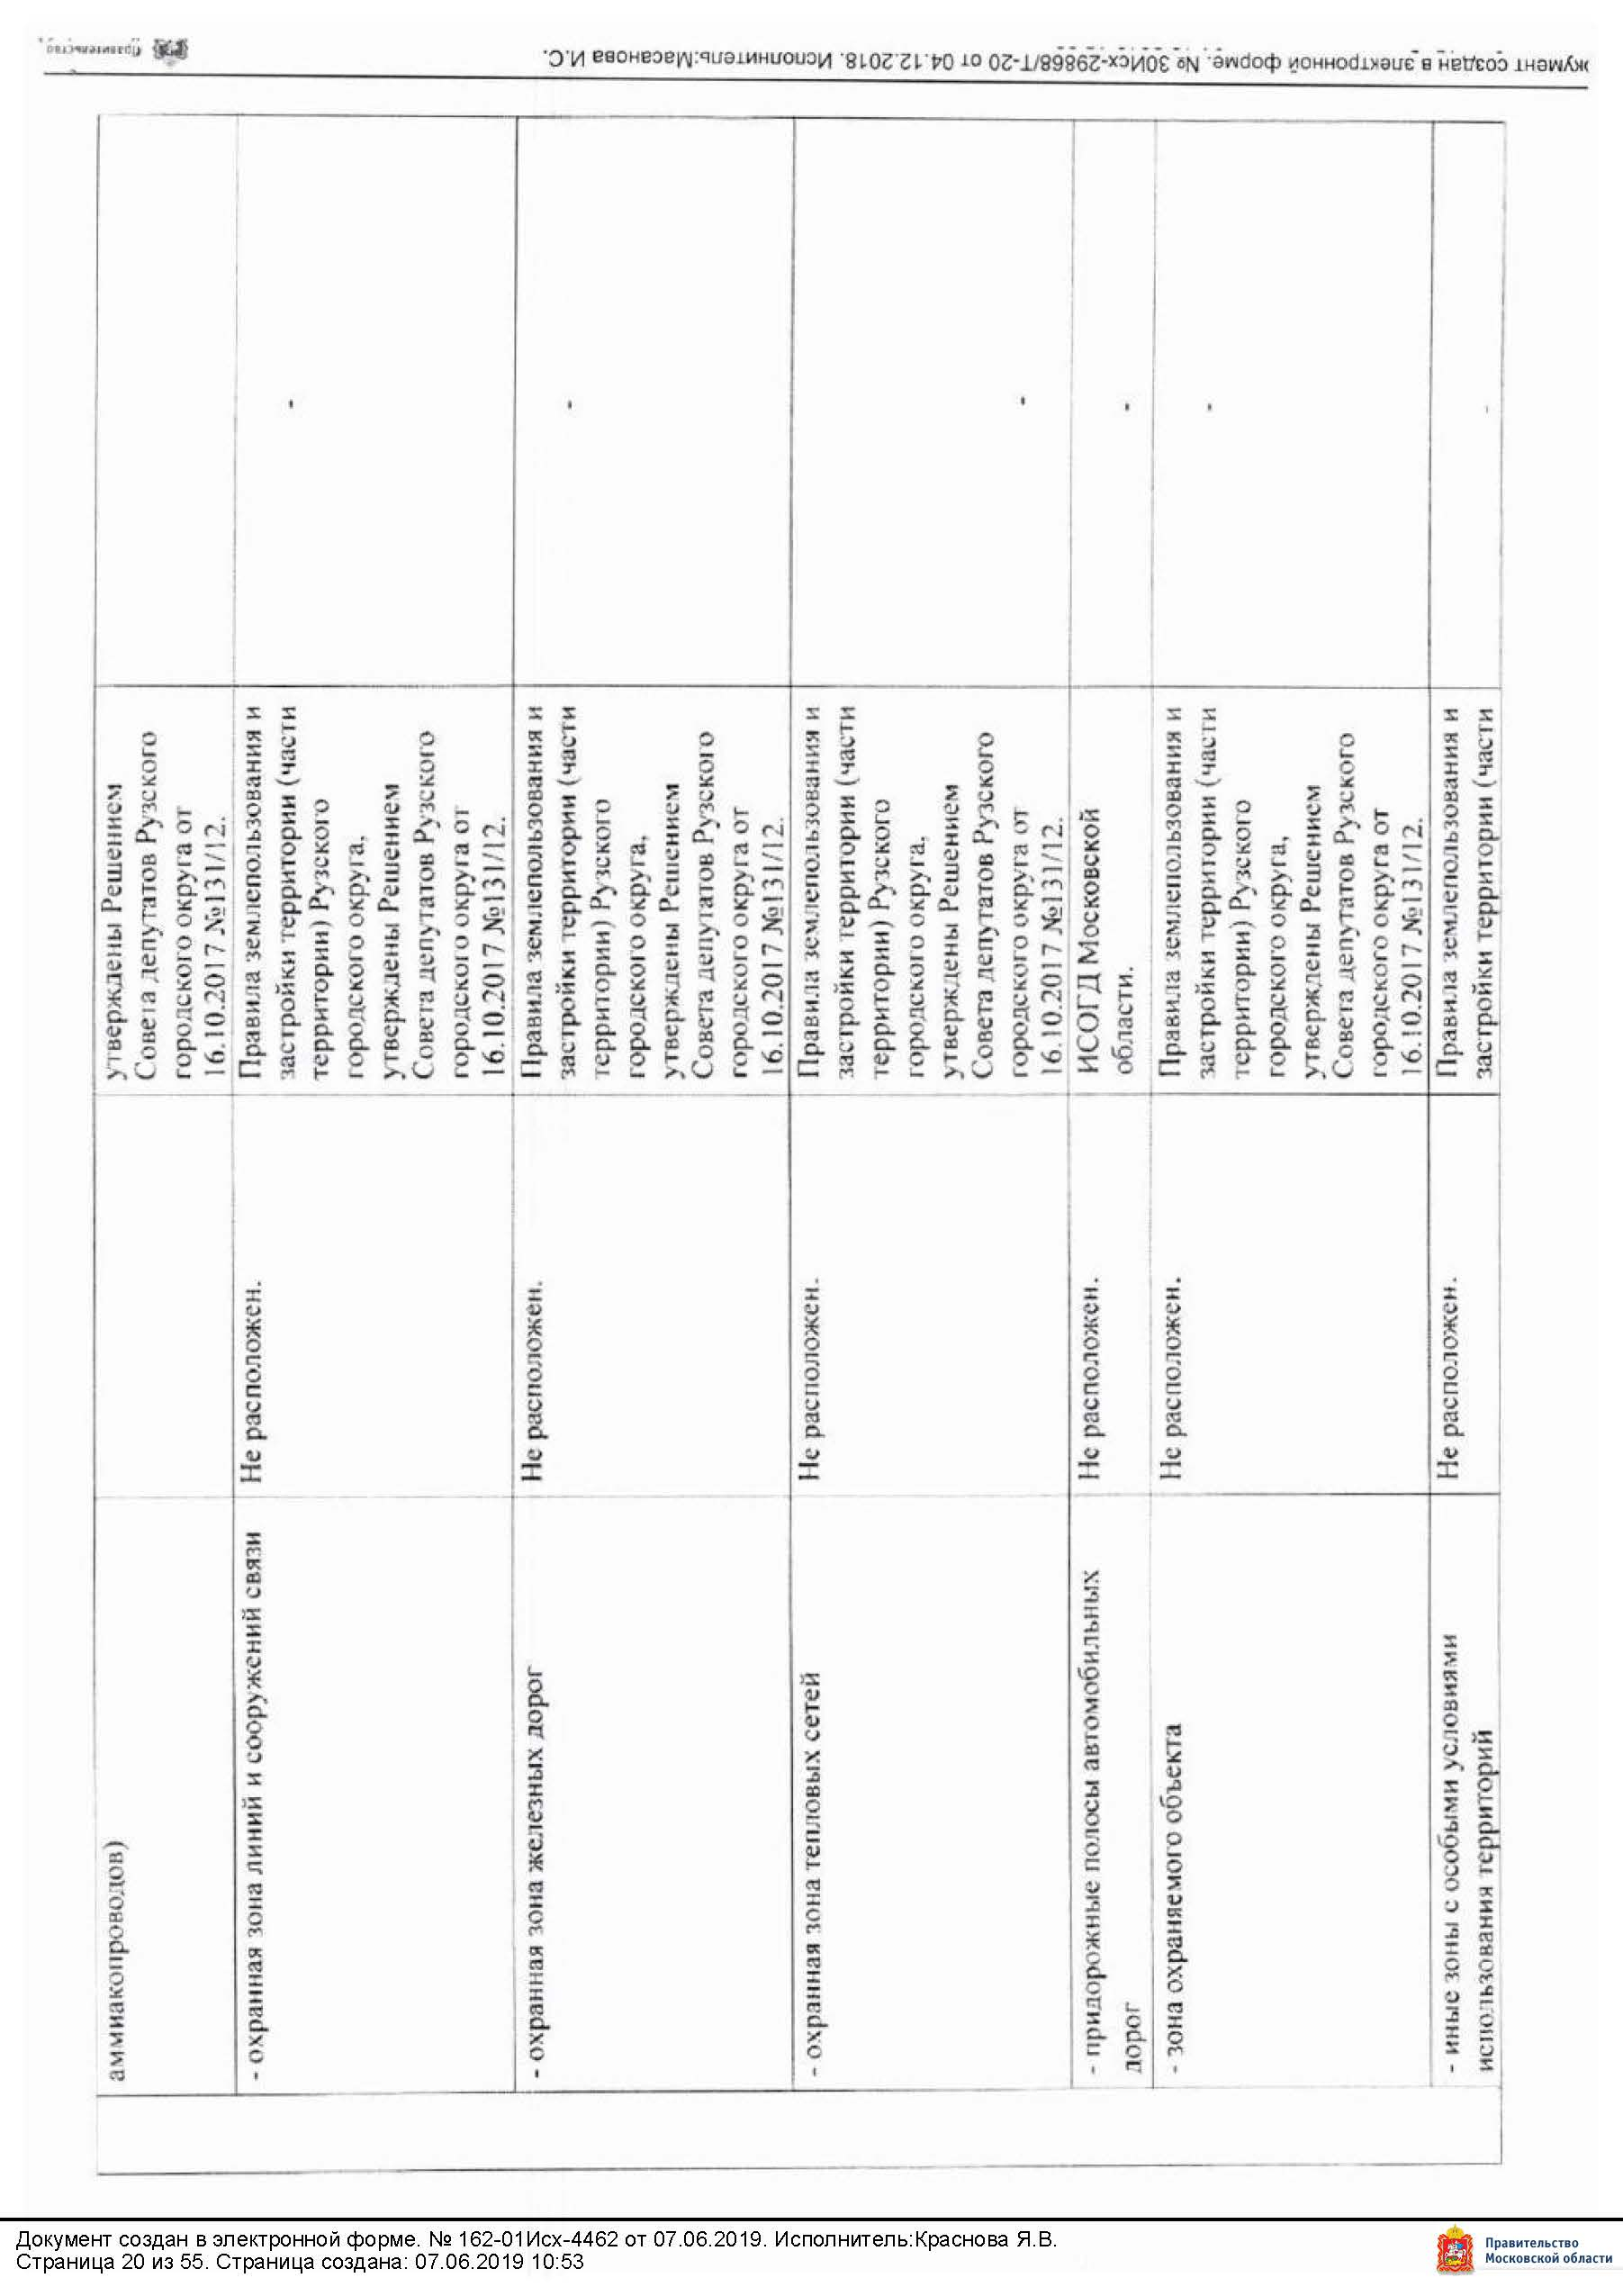 жумент создан в электронной форме. № 30Исх-29868/Т-20 от 04.12.2018. Исполнитель:Масанова И.С.
Правительство
аммиакопроводов)
утверждены Решением
Совета депутатов Рузского
городского округа от
16.10.2017 №131/12.
- охранная зона линий и сооружений связи
Не расположен.
Правила землепользования и
застройки территории (части
территории) Рузского
городского округа,
утверждены Решением
Совета депутатов Рузского
городского округа от
16.10.2017 №131/12.
-
- охранная зона железных дорог
Не расположен.
Правила землепользования и
застройки территории (части
территории) Рузского
городского округа,
утверждены Решением
Совета депутатов Рузского
городского округа от
16.10.2017 №131/12.
-
- охранная зона тепловых сетей
Не расположен.
Правила землепользования и
застройки территории (части
территории) Рузского
городского округа,
утверждены Решением
Совета депутатов Рузского
городского округа от
16.10.2017 №131/12.
-
- придорожные полосы автомобильных
дорог
Не расположен.
ИСОГД Московской
области.
-
- зона охраняемого объекта
Не расположен.
Правила землепользования и
застройки территории (части
территории) Рузского
городского округа,
утверждены Решением
Совета депутатов Рузского
городского округа от
16.10.2017 №131/12.
-
- иные зоны с особыми условиями
использования территорий
Не расположен.
Правила землепользования и
застройки территории (части
-
Документ создан в электронной форме. № 162-01Исх-4462 от 07.06.2019. Исполнитель:Краснова Я.В.
Страница 20 из 55. Страница создана: 07.06.2019 10:53
Правительство
Московской области